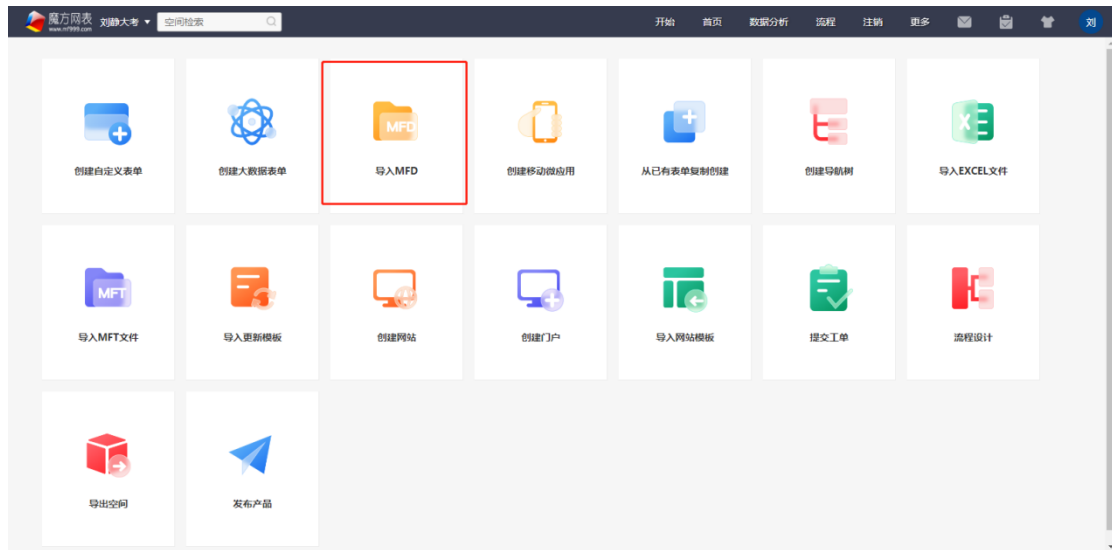 魔方网表
www.mf999.com
刘静大考
空间检索
开始
首页
数据分析
流程
注销
更多
刘
创建自定义表单
创建大数据表单
MFD
导入MFD
创建移动微应用
从已有表单复制创建
创建导航树
X
导入EXCEL文件
MFT
导入MFT文件
导入更新模板
创建网站
创建门户
导入网站模板
提交工单
流程设计
导出空间
发布产品